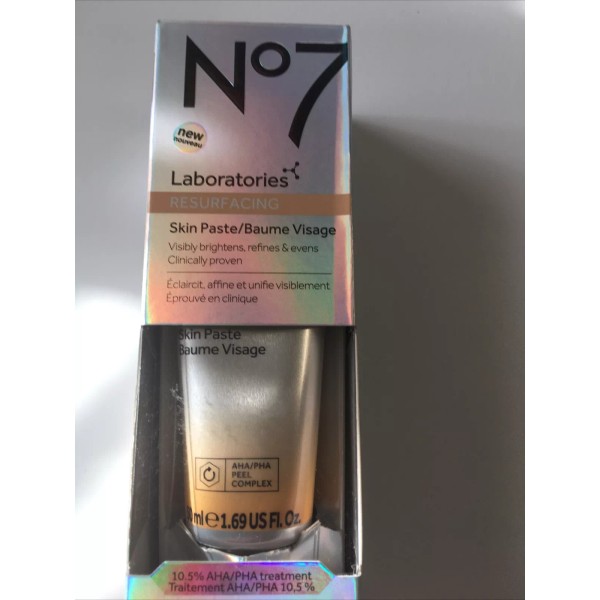 No7
new
nouveau
Laboratories
RESURFACING
Skin Paste/Baume Visage
Visibly brightens, refines & evens
Clinically proven
Éclaircit, affine et unifie visiblement
Éprouvé en clinique
Skin Paste
Baume Visage
AHA/PHA
PEEL
COMPLEX
ml e 1.69 US Fl. Oz.
10.5% AHA/PHA treatment
Traitement AHA/PHA 10,5 %